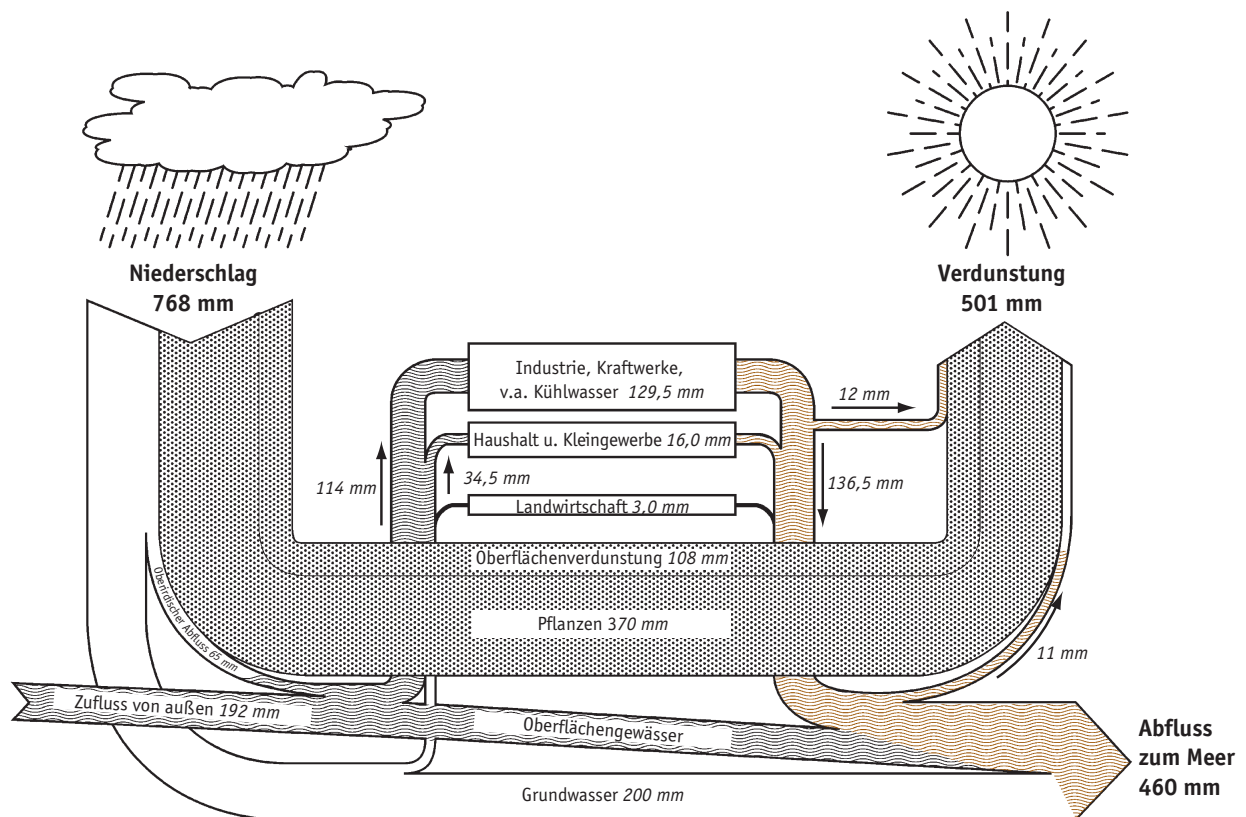 Niederschlag
768 mm
Verdunstung
501 mm
Industrie, Kraftwerke,
v.a. Kühlwasser 129,5 mm
12 mm
Haushalt u. Kleingewerbe 16,0 mm
114 mm
34,5 mm
136,5 mm
Landwirtschaft 3,0 mm
Oberflächenverdunstung 108 mm
Oberirdischer Abfluss 65 mm
Pflanzen 370 mm
11 mm
Zufluss von außen 192 mm
Oberflächengewässer
Abfluss
zum Meer
460 mm
Grundwasser 200 mm